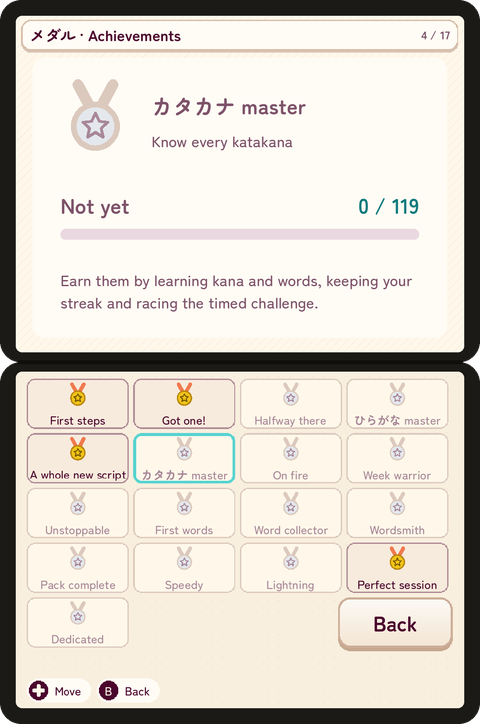 メダル · Achievements
4 / 17
カタカナ master
Know every katakana
Not yet
0 / 119
Earn them by learning kana and words, keeping your
streak and racing the timed challenge.
First steps
Got one!
Halfway there
ひらがな master
A whole new script
カタカナ master
On fire
Week warrior
Unstoppable
First words
Word collector
Wordsmith
Pack complete
Speedy
Lightning
Perfect session
Dedicated
Back
Move
B Back